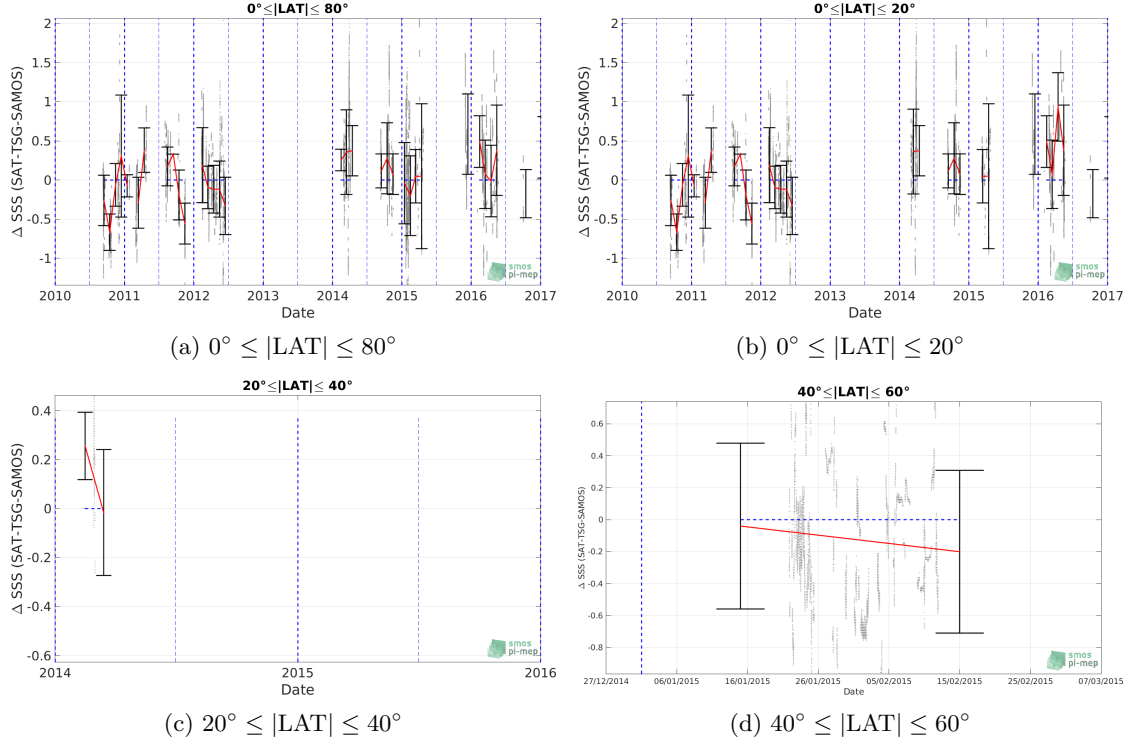 0°≤|LAT|≤ 80°
Δ SSS (SAT-TSG-SAMOS)
2
1.5
1
0.5
0
-0.5
-1
2010 2011 2012 2013 2014 2015 2016 2017
Date
smos
pi-mep
(a) 0° ≤ |LAT| ≤ 80°
0°≤|LAT|≤ 20°
Δ SSS (SAT-TSG-SAMOS)
2
1.5
1
0.5
0
-0.5
-1
2010 2011 2012 2013 2014 2015 2016 2017
Date
smos
pi-mep
(b) 0° ≤ |LAT| ≤ 20°
20°≤|LAT|≤ 40°
Δ SSS (SAT-TSG-SAMOS)
0.4
0.2
0
-0.2
-0.4
-0.6
2014 2015 2016
Date
smos
pi-mep
(c) 20° ≤ |LAT| ≤ 40°
40°≤|LAT|≤ 60°
Δ SSS (SAT-TSG-SAMOS)
0.6
0.4
0.2
0
-0.2
-0.4
-0.6
-0.8
27/12/2014 06/01/2015 16/01/2015 26/01/2015 05/02/2015 15/02/2015 25/02/2015 07/03/2015
Date
smos
pi-mep
(d) 40° ≤ |LAT| ≤ 60°